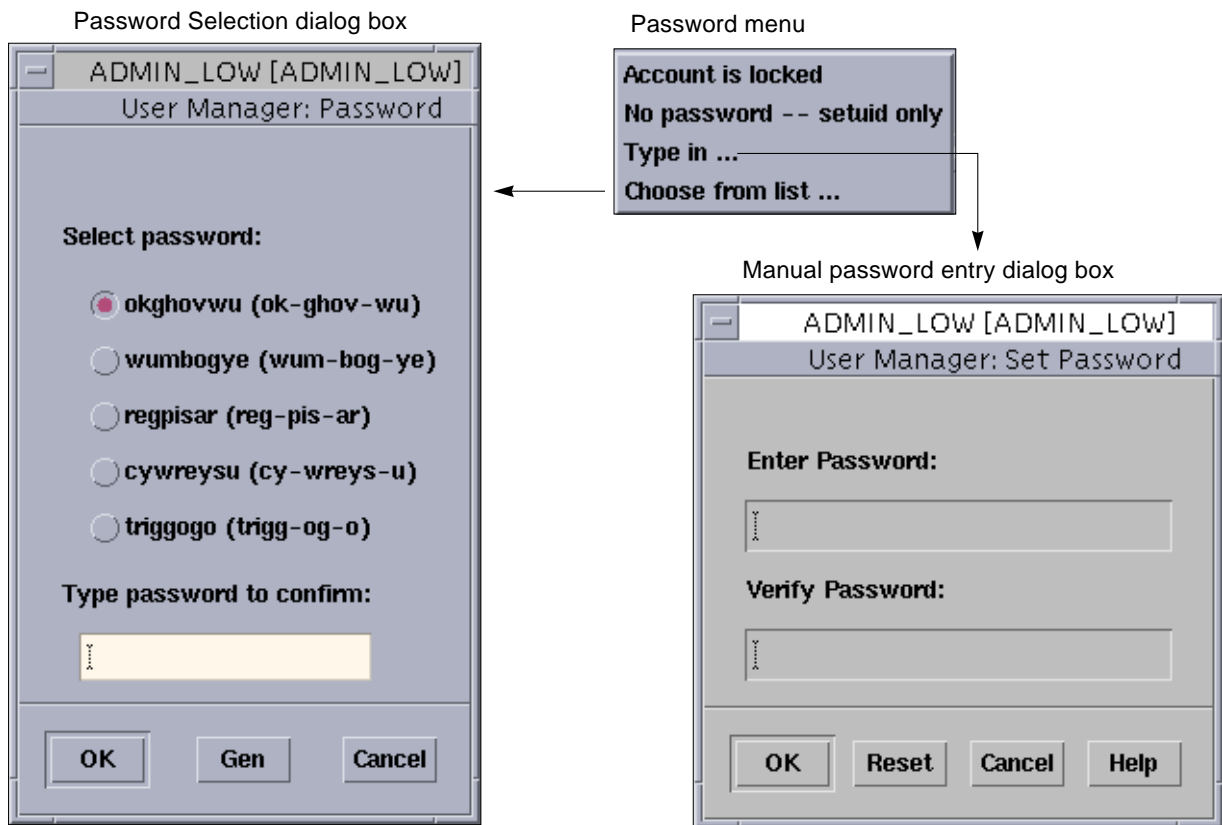 Password Selection dialog box
ADMIN_LOW [ADMIN_LOW]
User Manager: Password
Select password:
okghovwu (ok-ghov-wu)
wumbogye (wum-bog-ye)
regpisar (reg-pis-ar)
cywreysu (cy-wreys-u)
triggogo (trigg-og-o)
Type password to confirm:
OK Gen Cancel
Password menu
Account is locked
No password -- setuid only
Type in ...
Choose from list ...
Manual password entry dialog box
ADMIN_LOW [ADMIN_LOW]
User Manager: Set Password
Enter Password:
Verify Password:
OK Reset Cancel Help